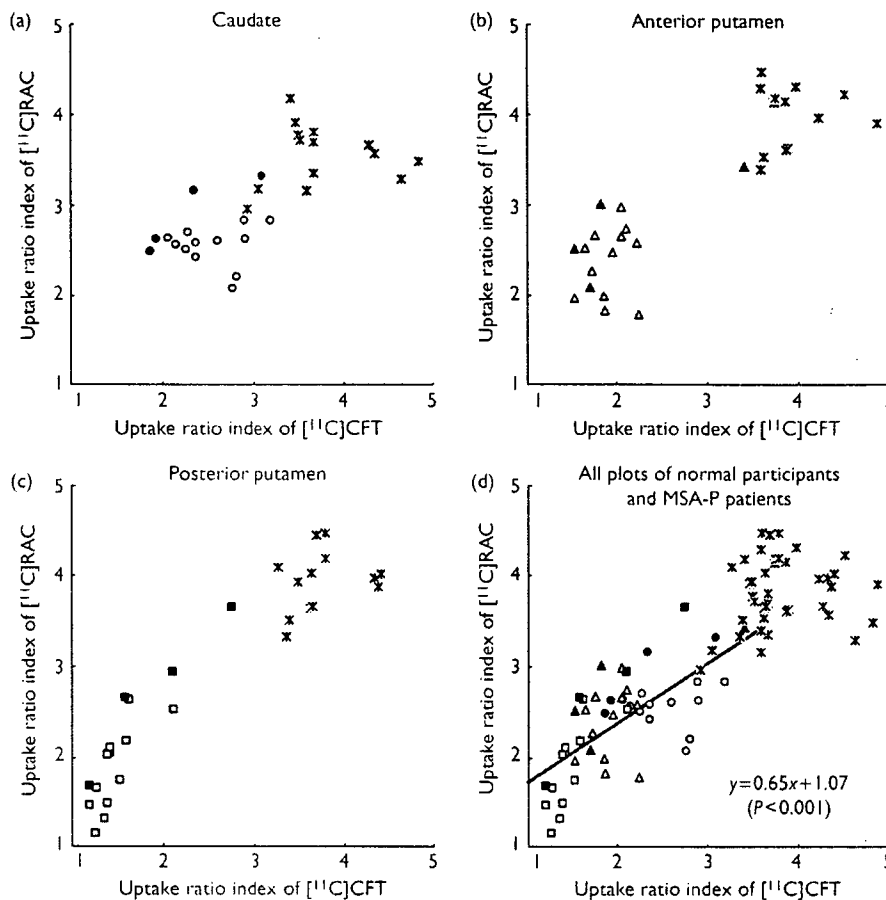 (a)
Caudate
Uptake ratio index of [¹¹C]RAC
5
4
3
2
1
1 2 3 4 5
Uptake ratio index of [¹¹C]CFT
(b)
Anterior putamen
Uptake ratio index of [¹¹C]RAC
5
4
3
2
1
1 2 3 4 5
Uptake ratio index of [¹¹C]CFT
(c)
Posterior putamen
Uptake ratio index of [¹¹C]RAC
5
4
3
2
1
1 2 3 4 5
Uptake ratio index of [¹¹C]CFT
(d)
All plots of normal participants
and MSA-P patients
Uptake ratio index of [¹¹C]RAC
5
4
3
2
1
1 2 3 4 5
Uptake ratio index of [¹¹C]CFT
y=0.65x+1.07
(P<0.001)